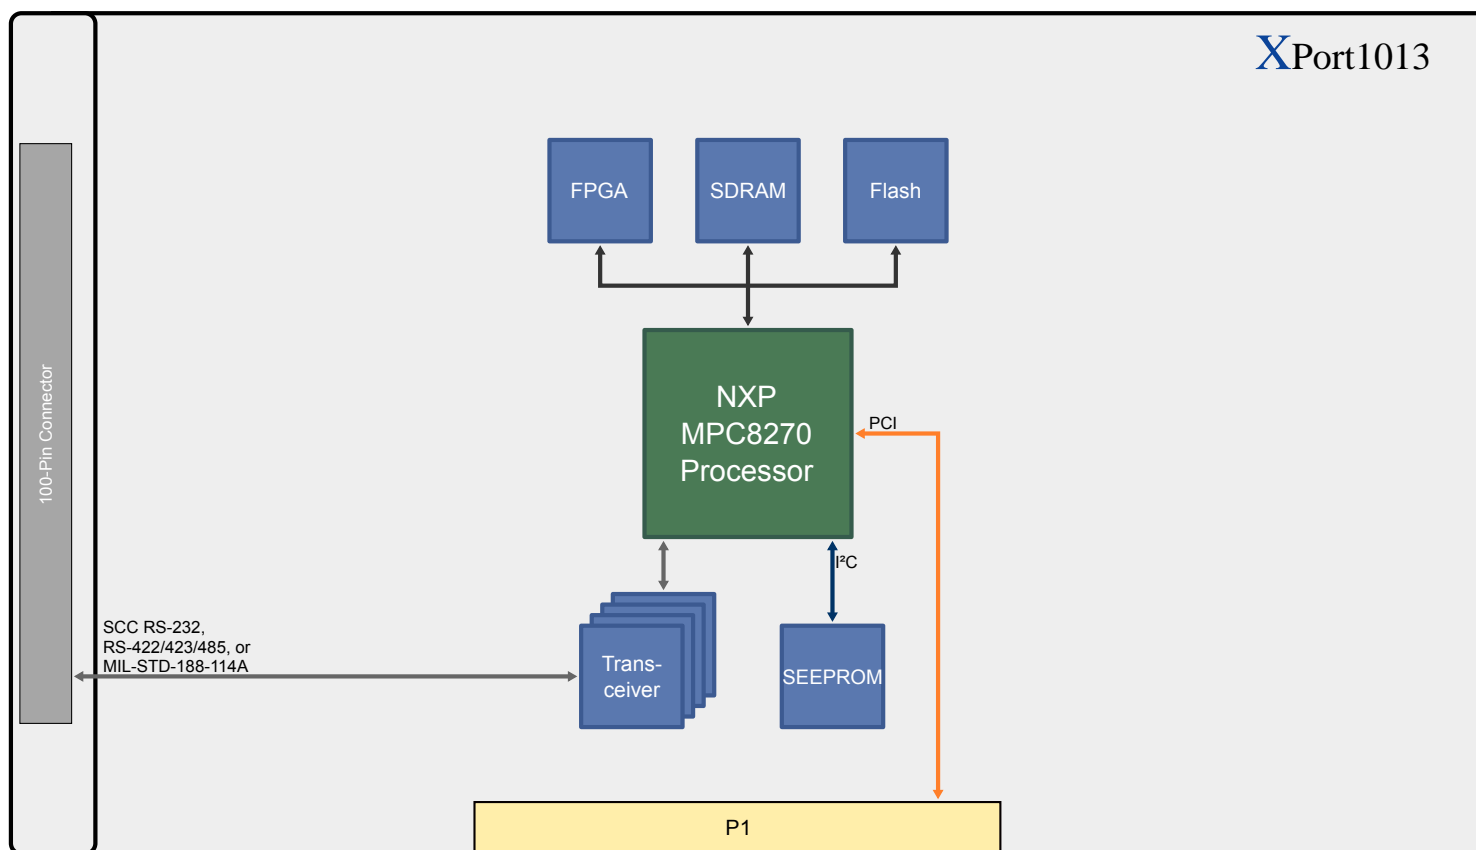 XPort1013
FPGA
SDRAM
Flash
100-Pin Connector
NXP
MPC8270
Processor
PCI
I²C
SCC RS-232,
RS-422/423/485, or
MIL-STD-188-114A
Trans-
ceiver
SEEPROM
P1